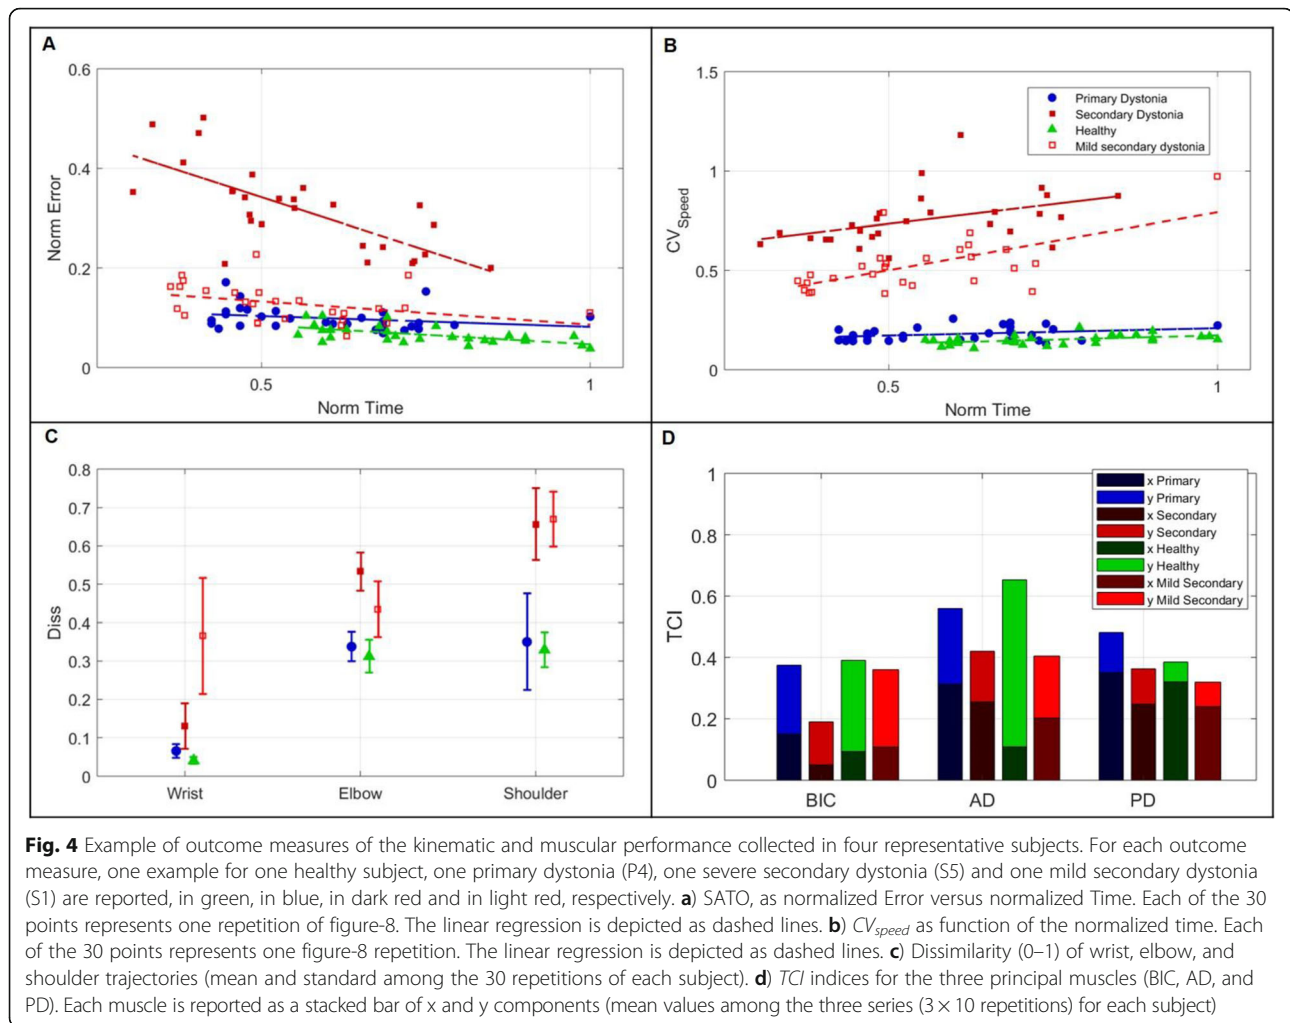 A
0.6
0.4
0.2
0
0.5
1
Norm Error
Norm Time
B
1.5
1
0.5
0
0.5
1
CVSpeed
Norm Time
Primary Dystonia
Secondary Dystonia
Healthy
Mild secondary dystonia
C
0.8
0.7
0.6
0.5
0.4
0.3
0.2
0.1
0
Diss
Wrist
Elbow
Shoulder
D
1
0.8
0.6
0.4
0.2
0
TCI
BIC
AD
PD
x Primary
y Primary
x Secondary
y Secondary
x Healthy
y Healthy
x Mild Secondary
y Mild Secondary
Fig. 4 Example of outcome measures of the kinematic and muscular performance collected in four representative subjects. For each outcome
measure, one example for one healthy subject, one primary dystonia (P4), one severe secondary dystonia (S5) and one mild secondary dystonia
(S1) are reported, in green, in blue, in dark red and in light red, respectively. a) SATO, as normalized Error versus normalized Time. Each of the 30
points represents one repetition of figure-8. The linear regression is depicted as dashed lines. b) CVspeed as function of the normalized time. Each
of the 30 points represents one figure-8 repetition. The linear regression is depicted as dashed lines. c) Dissimilarity (0–1) of wrist, elbow, and
shoulder trajectories (mean and standard among the 30 repetitions of each subject). d) TCI indices for the three principal muscles (BIC, AD, and
PD). Each muscle is reported as a stacked bar of x and y components (mean values among the three series (3 × 10 repetitions) for each subject)